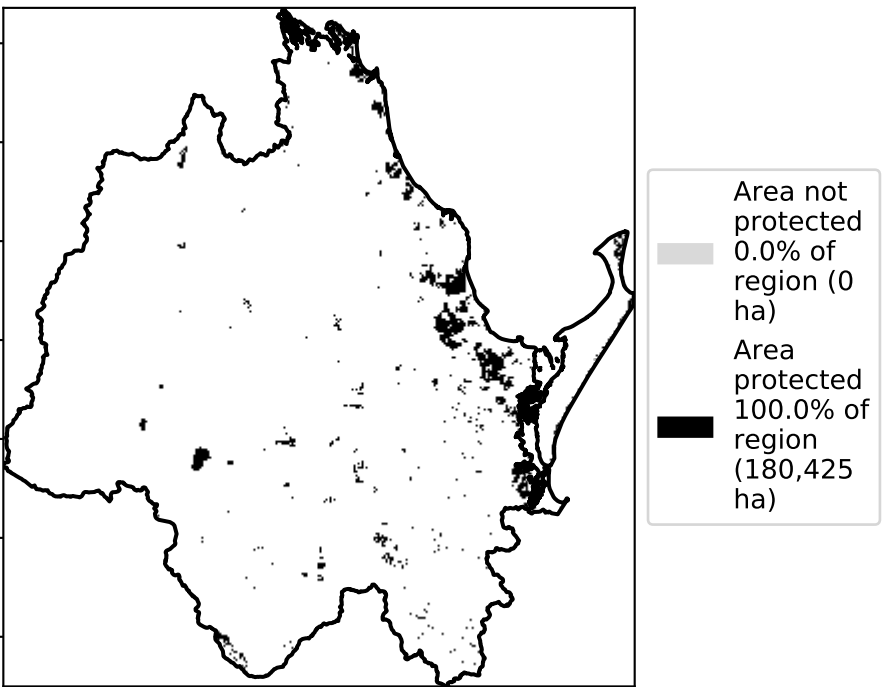 Area not
protected
0.0% of
region (0
ha)
Area
protected
100.0% of
region
(180,425
ha)